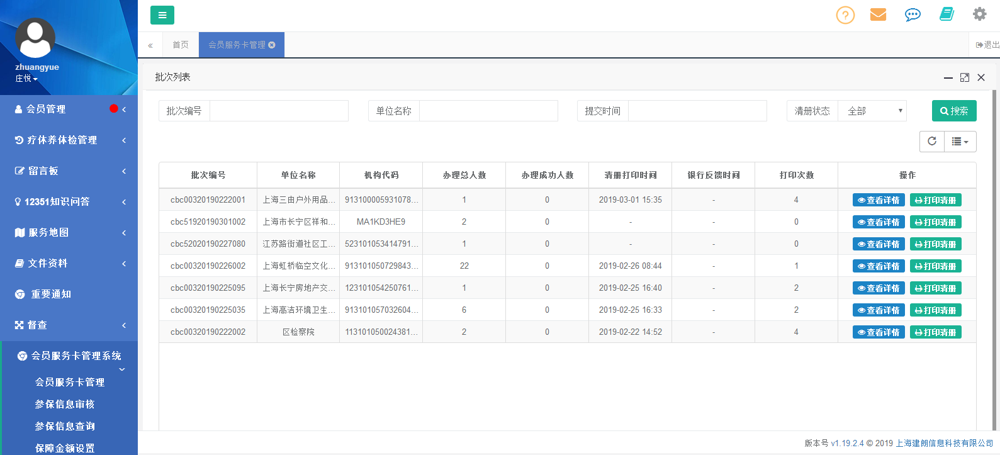 zhuangyue
庄悦
会员管理
疗休养体检管理
留言板
12351知识问答
服务地图
文件资料
重要通知
督查
会员服务卡管理系统
会员服务卡管理
参保信息审核
参保信息查询
保障金额设置
首页 会员服务卡管理 退出
批次列表
批次编号 单位名称 提交时间 清册状态 全部 搜索
批次编号 单位名称 机构代码 办理总人数 办理成功人数 清册打印时间 银行反馈时间 打印次数 操作
cbc00320190222001 上海三由户外用品... 913100005931078... 1 0 2019-03-01 15:35 - 4 查看详情 打印清册
cbc51920190301002 上海市长宁区祥和... MA1KD3HE9 2 0 - - 0 查看详情 打印清册
cbc52020190227080 江苏路街道社区工... 523101053414791... 1 0 - - 0 查看详情 打印清册
cbc00320190226002 上海虹桥临空文化... 913101050729843... 22 0 2019-02-26 08:44 - 1 查看详情 打印清册
cbc00320190225095 上海长宁房地产交... 123101054250761... 1 0 2019-02-25 16:40 - 2 查看详情 打印清册
cbc00320190225035 上海高洁环境卫生... 913101057032604... 6 0 2019-02-25 16:33 - 2 查看详情 打印清册
cbc00320190222002 区检察院 113101050024381... 2 0 2019-02-22 14:52 - 4 查看详情 打印清册
版本号 v1.19.2.4 © 2019 上海建朗信息科技有限公司